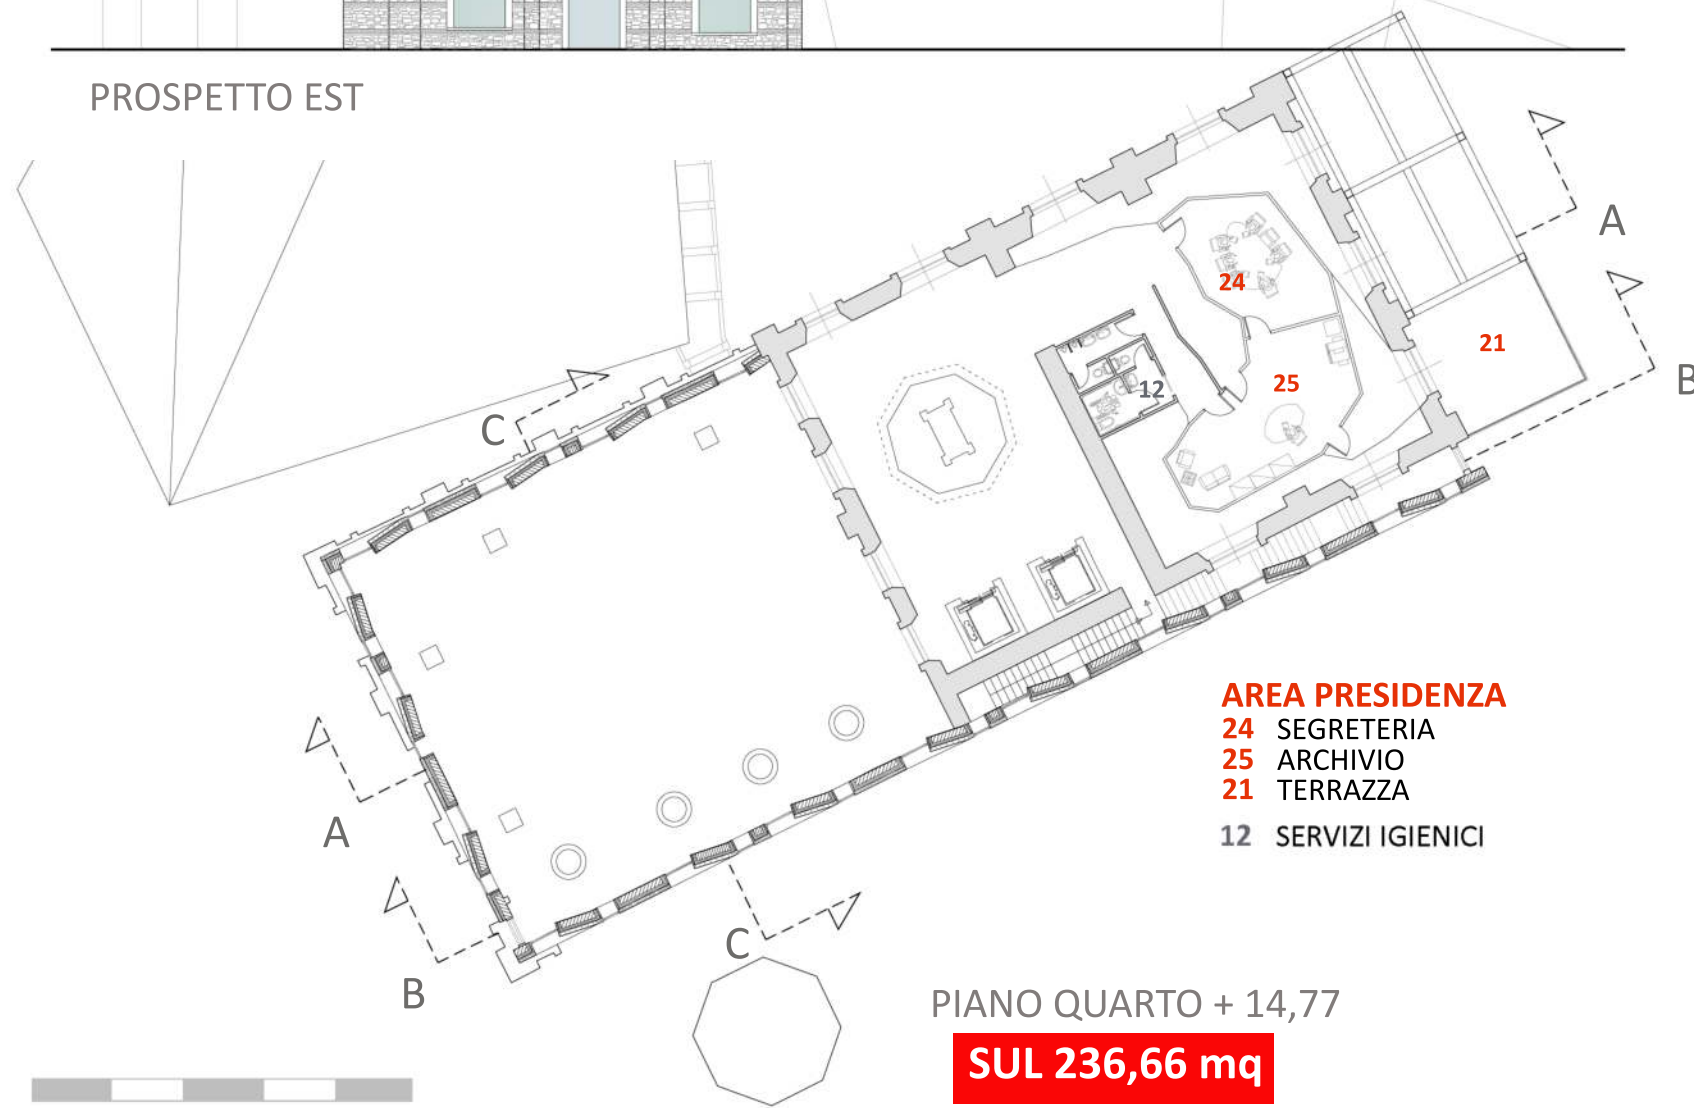 PROSPETTO EST
A
B
24
21
25
12
C
AREA PRESIDENZA
24 SEGRETERIA
25 ARCHIVIO
21 TERRAZZA
12 SERVIZI IGIENICI
A
C
B
PIANO QUARTO + 14,77
SUL 236,66 mq